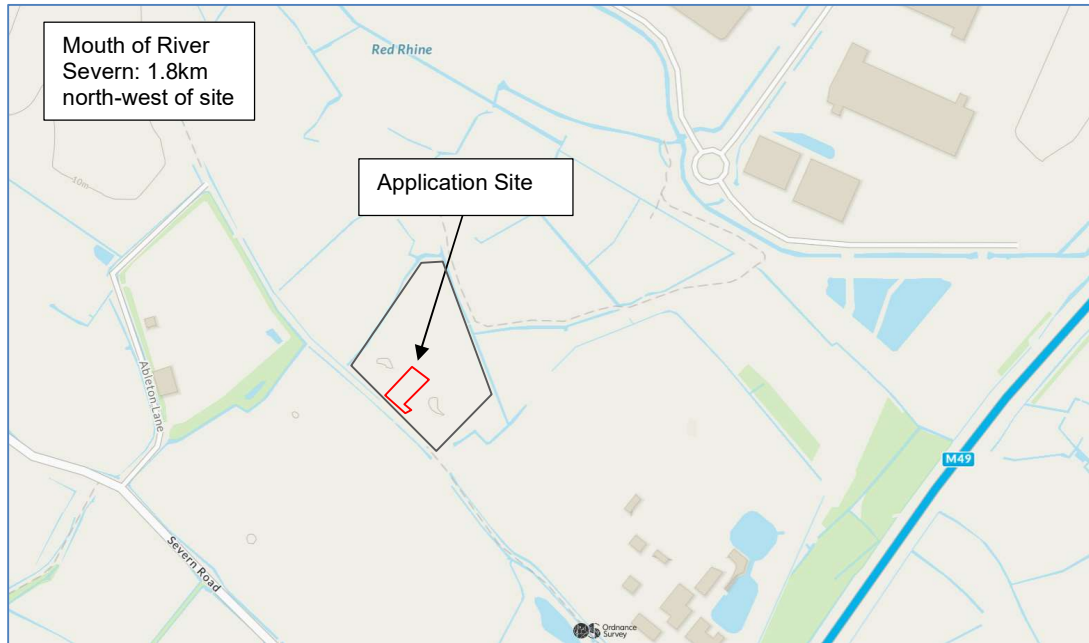 Mouth of River
Severn: 1.8km
north-west of site
Red Rhine
Application Site
10m
Ableton Lane
M49
Severn Road
Ordnance
Survey